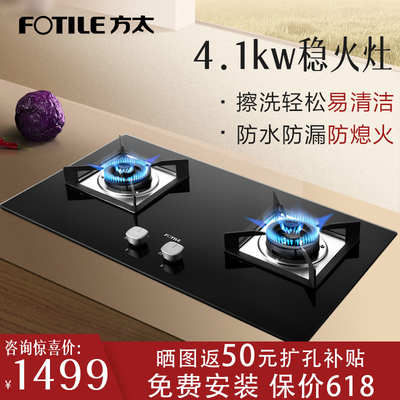 FOTILE方太
4.1kw稳火灶
• 擦洗轻松易清洁
• 防水防漏防熄火
FOTILE
咨询惊喜价:
¥1499
晒图返50元扩孔补贴
免费安装 保价618